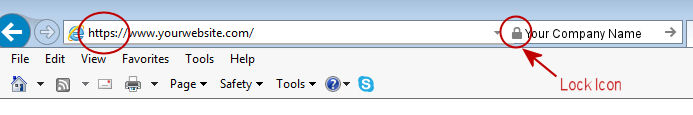 https://www.yourwebsite.com/ Your Company Name
File Edit View Favorites Tools Help
Page Safety Tools
Lock Icon